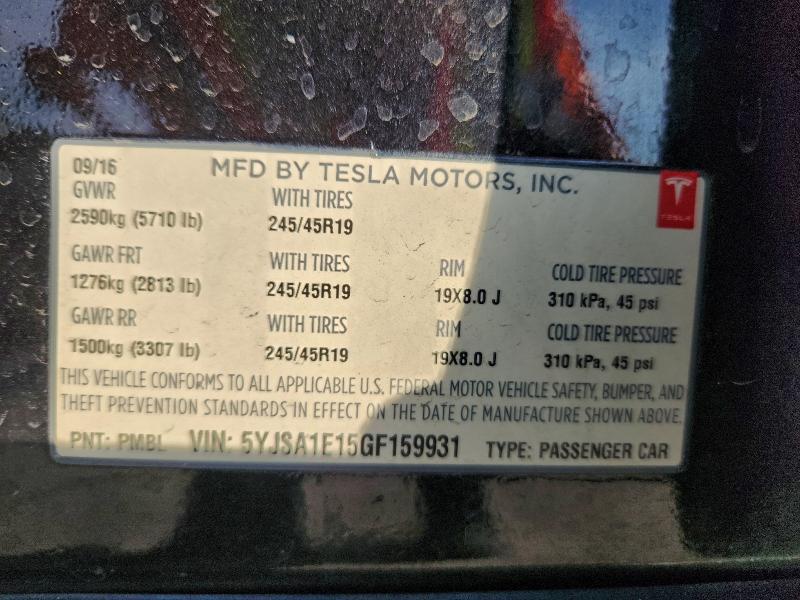 09/16 MFD BY TESLA MOTORS, INC.
GVWR WITH TIRES
2590kg (5710 lb) 245/45R19
TESLA
GAWR FRT WITH TIRES RIM COLD TIRE PRESSURE
1276kg (2813 lb) 245/45R19 19X8.0 J 310 kPa, 45 psi
GAWR RR WITH TIRES RIM COLD TIRE PRESSURE
1500kg (3307 lb) 245/45R19 19X8.0 J 310 kPa, 45 psi
THIS VEHICLE CONFORMS TO ALL APPLICABLE U.S. FEDERAL MOTOR VEHICLE SAFETY, BUMPER, AND
THEFT PREVENTION STANDARDS IN EFFECT ON THE DATE OF MANUFACTURE SHOWN ABOVE.
PNT: PMBL VIN: 5YJSA1E15GF159931 TYPE: PASSENGER CAR